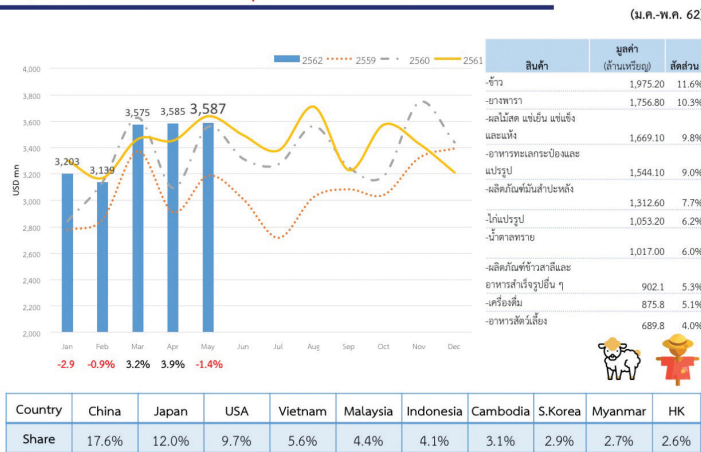 (ม.ค.-พ.ค. 62)
2562 2559 2560 2561
4,000
3,800
3,600
3,400
3,200
3,000
2,800
2,600
2,400
2,200
2,000
USD mn
3,203
3,139
3,575
3,585
3,587
Jan Feb Mar Apr May Jun Jul Aug Sep Oct Nov Dec
-2.9 -0.9% 3.2% 3.9% -1.4%
มูลค่า
สินค้า (ล้านเหรียญ) สัดส่วน
-ข้าว 1,975.20 11.6%
-ยางพารา 1,756.80 10.3%
-ผลไม้สด แช่เย็น แช่แข็ง
และแห้ง 1,669.10 9.8%
-อาหารทะเลกระป๋องและ
แปรรูป 1,544.10 9.0%
-ผลิตภัณฑ์มันสำปะหลัง
1,312.60 7.7%
-ไก่แปรรูป 1,053.20 6.2%
-น้ำตาลทราย
1,017.00 6.0%
-ผลิตภัณฑ์ข้าวสาลีและ
อาหารสำเร็จรูปอื่น ๆ 902.1 5.3%
-เครื่องดื่ม 875.8 5.1%
-อาหารสัตว์เลี้ยง 689.8 4.0%
Country China Japan USA Vietnam Malaysia Indonesia Cambodia S.Korea Myanmar HK
Share 17.6% 12.0% 9.7% 5.6% 4.4% 4.1% 3.1% 2.9% 2.7% 2.6%